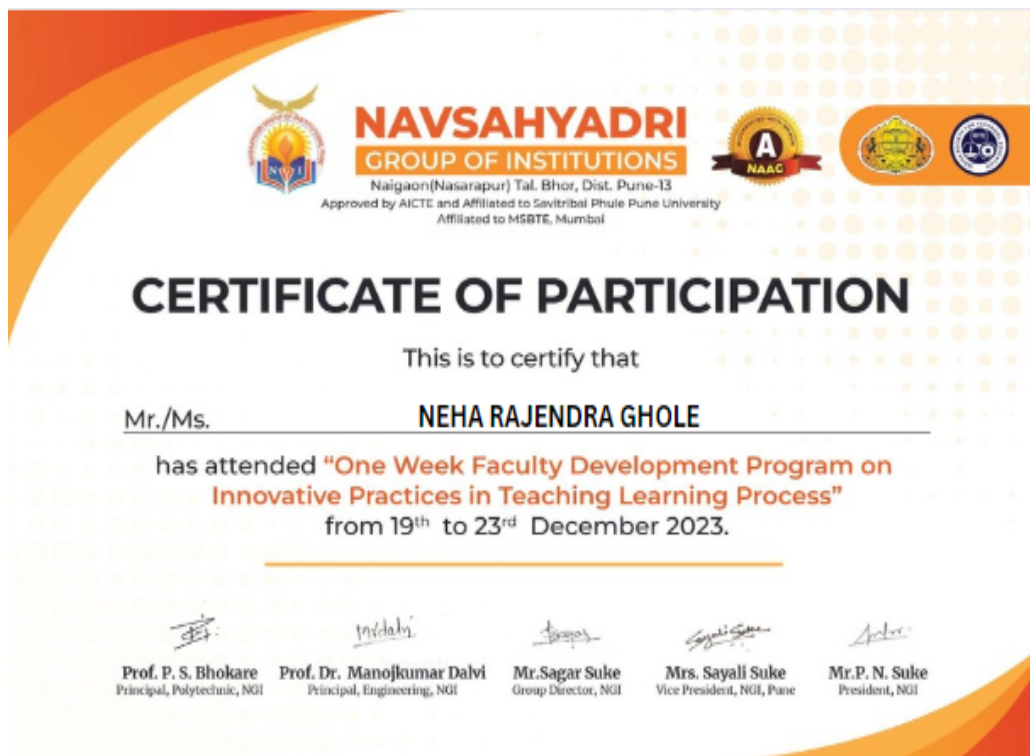 NAVSAHYADRI
GROUP OF INSTITUTIONS
Naigaon(Nasarapur) Tal. Bhor, Dist. Pune-13
Approved by AICTE and Affiliated to Savitribai Phule Pune University
Affiliated to MSBTE, Mumbai
A
NAAC
CERTIFICATE OF PARTICIPATION
This is to certify that
Mr./Ms. NEHA RAJENDRA GHOLE
has attended “One Week Faculty Development Program on
Innovative Practices in Teaching Learning Process”
from 19th to 23rd December 2023.
Prof. P. S. Bhokare Prof. Dr. Manojkumar Dalvi Mr.Sagar Suke Mrs. Sayali Suke Mr.P. N. Suke
Principal, Polytechnic, NGI Principal, Engineering, NGI Group Director, NGI Vice President, NGI, Pune President, NGI